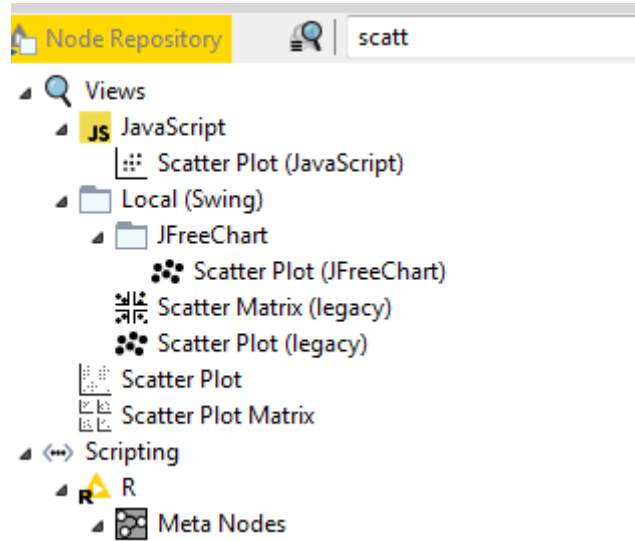 Node Repository scatt
Views
JS JavaScript
Scatter Plot (JavaScript)
Local (Swing)
JFreeChart
Scatter Plot (JFreeChart)
Scatter Matrix (legacy)
Scatter Plot (legacy)
Scatter Plot
Scatter Plot Matrix
Scripting
R R
Meta Nodes